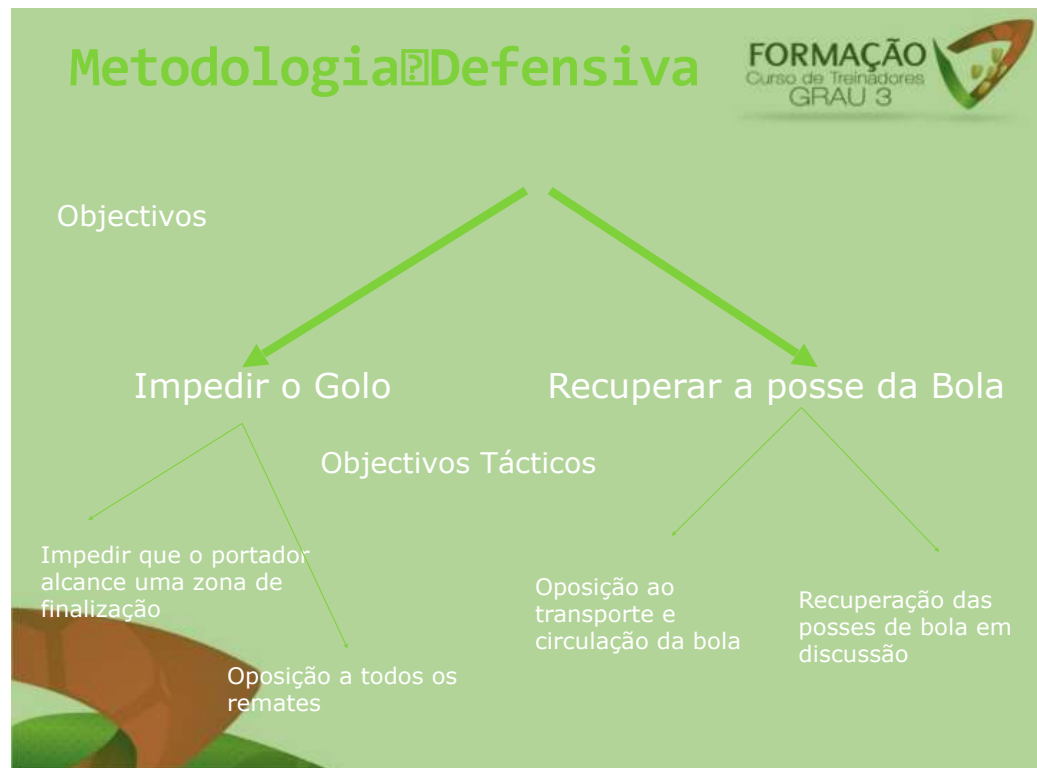 Metodologia Defensiva
FORMAÇÃO
Curso de Treinadores
GRAU 3
Objectivos
Impedir o Golo
Recuperar a posse da Bola
Objectivos Tácticos
Impedir que o portador
alcance uma zona de
finalização
Oposição a todos os
remates
Oposição ao
transporte e
circulação da bola
Recuperação das
posses de bola em
discussão